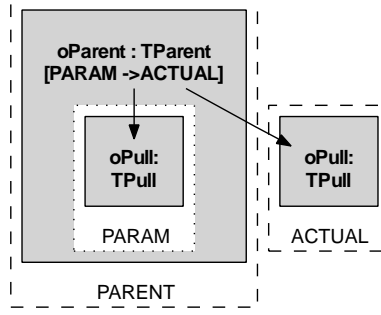 oParent : TParent
[PARAM ->ACTUAL]
oPull:
TPull
PARAM
oPull:
TPull
ACTUAL
PARENT